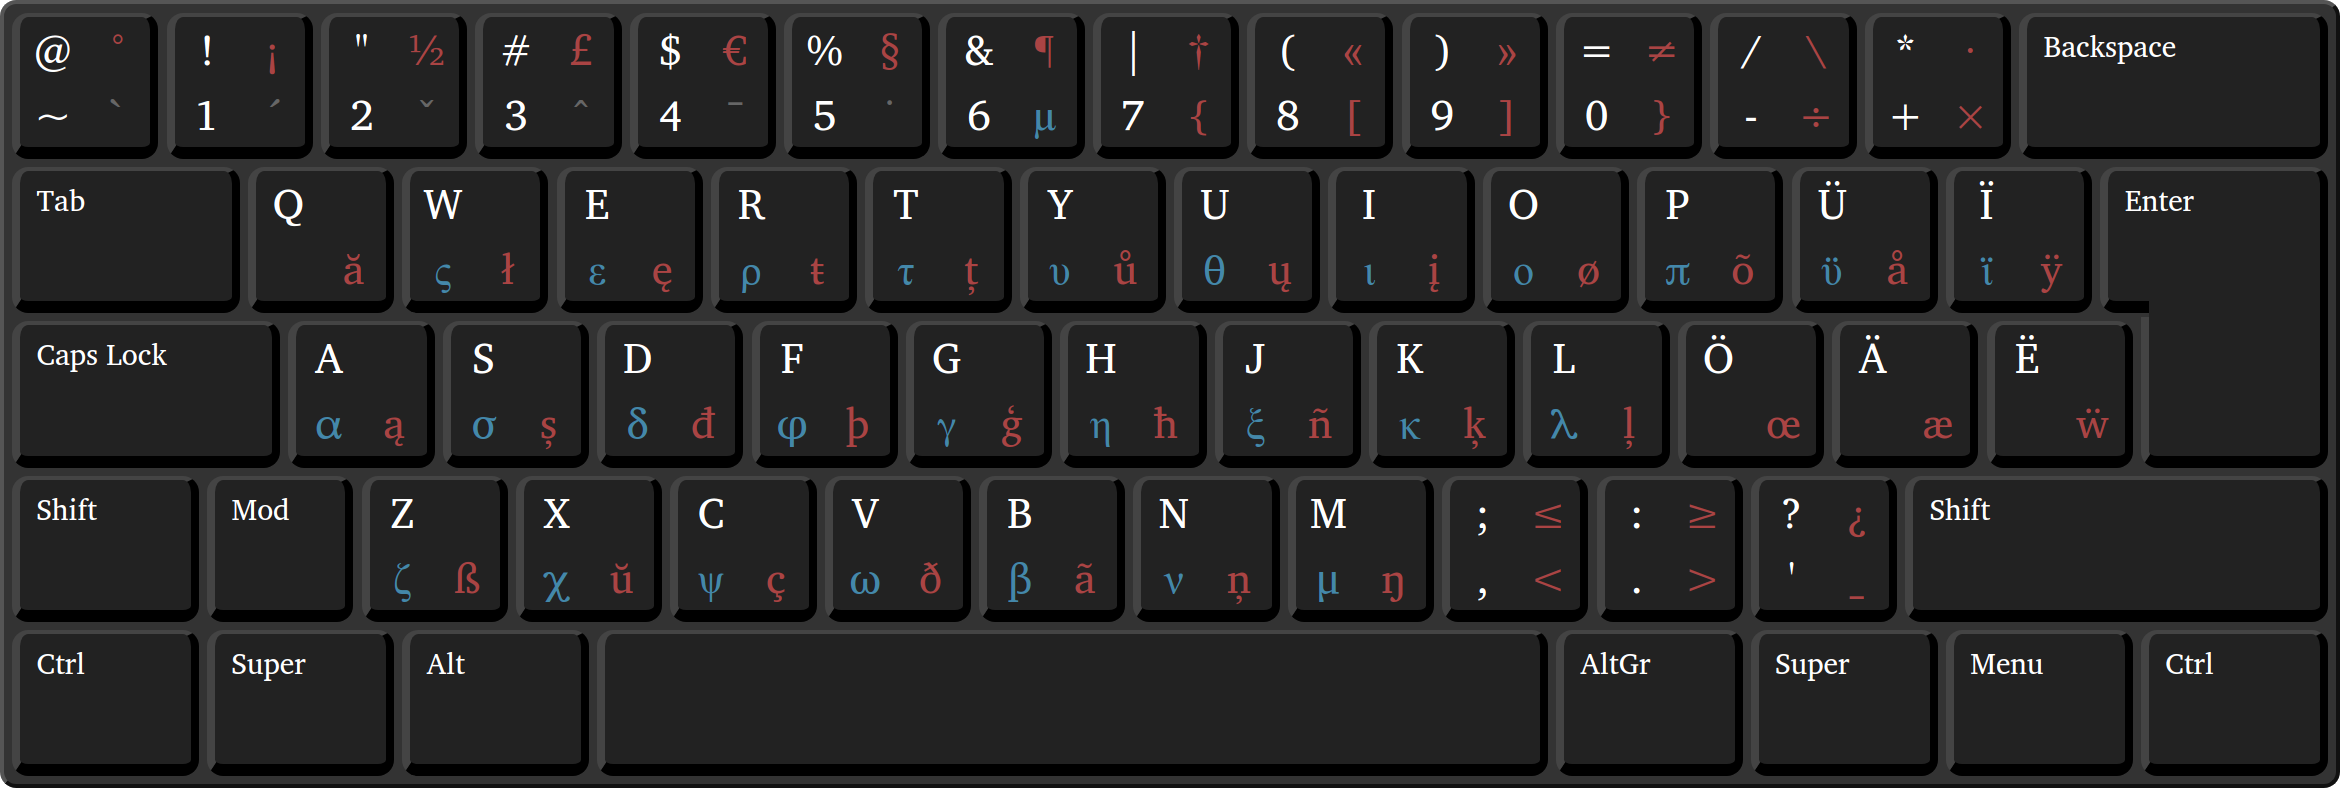 @ ° ! ¡ " ½ # £ $ € % § & ¶ | † ( « ) » = ≠ / \ * · Backspace
~ ` 1 ´ 2 ˇ 3 ^ 4 ¯ 5 ˙ 6 µ 7 { 8 [ 9 ] 0 } - ÷ + ×
Tab Q W E R T Y U I O P Ü Ï Enter
ă ς ł ε ę ρ ŧ τ ț υ ů θ ų ι į ο ø π õ ϋ å ϊ ÿ
Caps Lock A S D F G H J K L Ö Ä Ë
α ą σ ș δ đ φ þ γ ģ η ħ ξ ñ κ ķ λ ļ œ æ ẅ
Shift Mod Z X C V B N M ; ≤ : ≥ ? ¿ Shift
ζ ß χ ŭ ψ ç ω ð β ã ν ņ μ ŋ , < . > ' _
Ctrl Super Alt AltGr Super Menu Ctrl